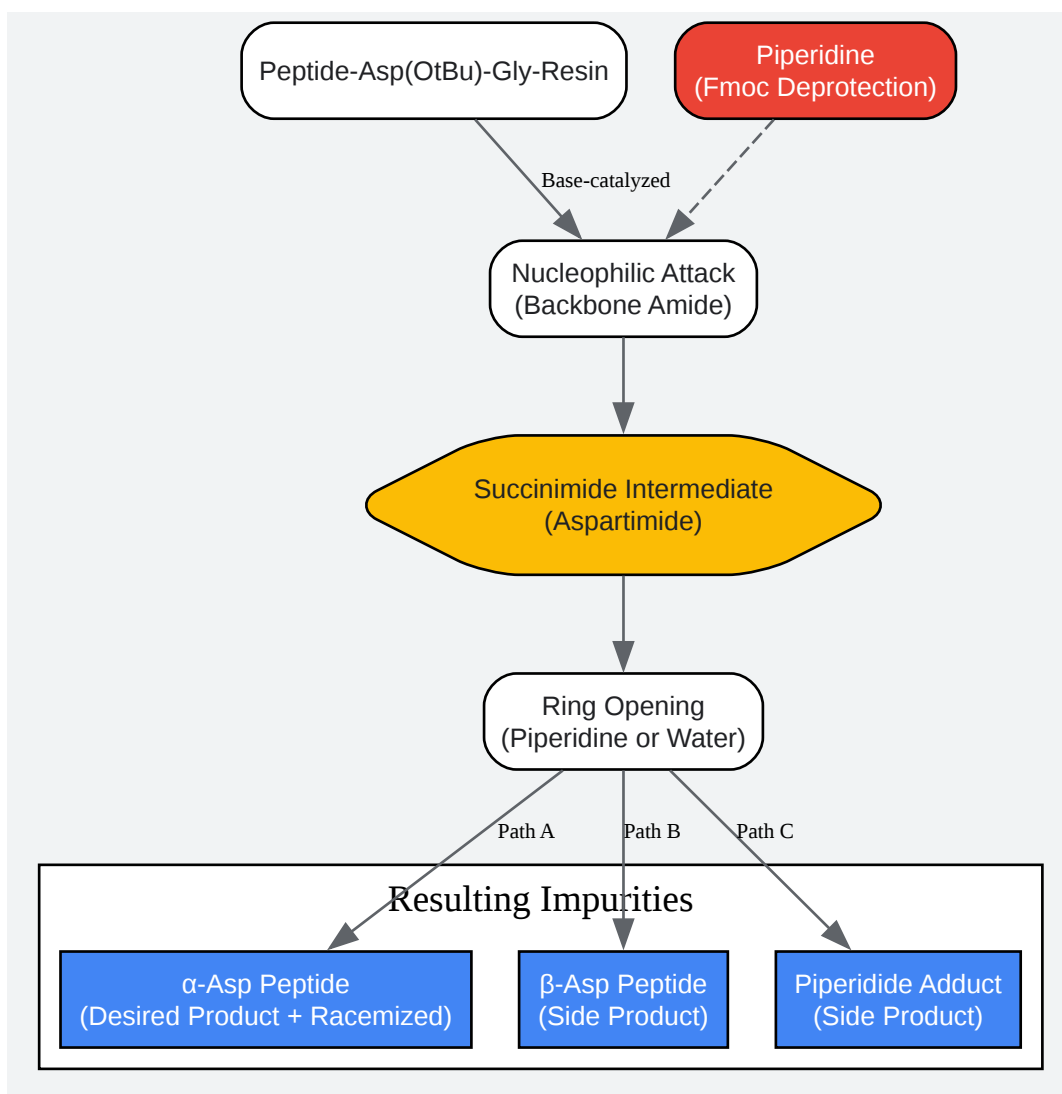 Peptide-Asp(OtBu)-Gly-Resin
Piperidine
(Fmoc Deprotection)
Base-catalyzed
Nucleophilic Attack
(Backbone Amide)
Succinimide Intermediate
(Aspartimide)
Ring Opening
(Piperidine or Water)
Path A
Path B
Path C
Resulting Impurities
α-Asp Peptide
(Desired Product + Racemized)
β-Asp Peptide
(Side Product)
Piperidide Adduct
(Side Product)